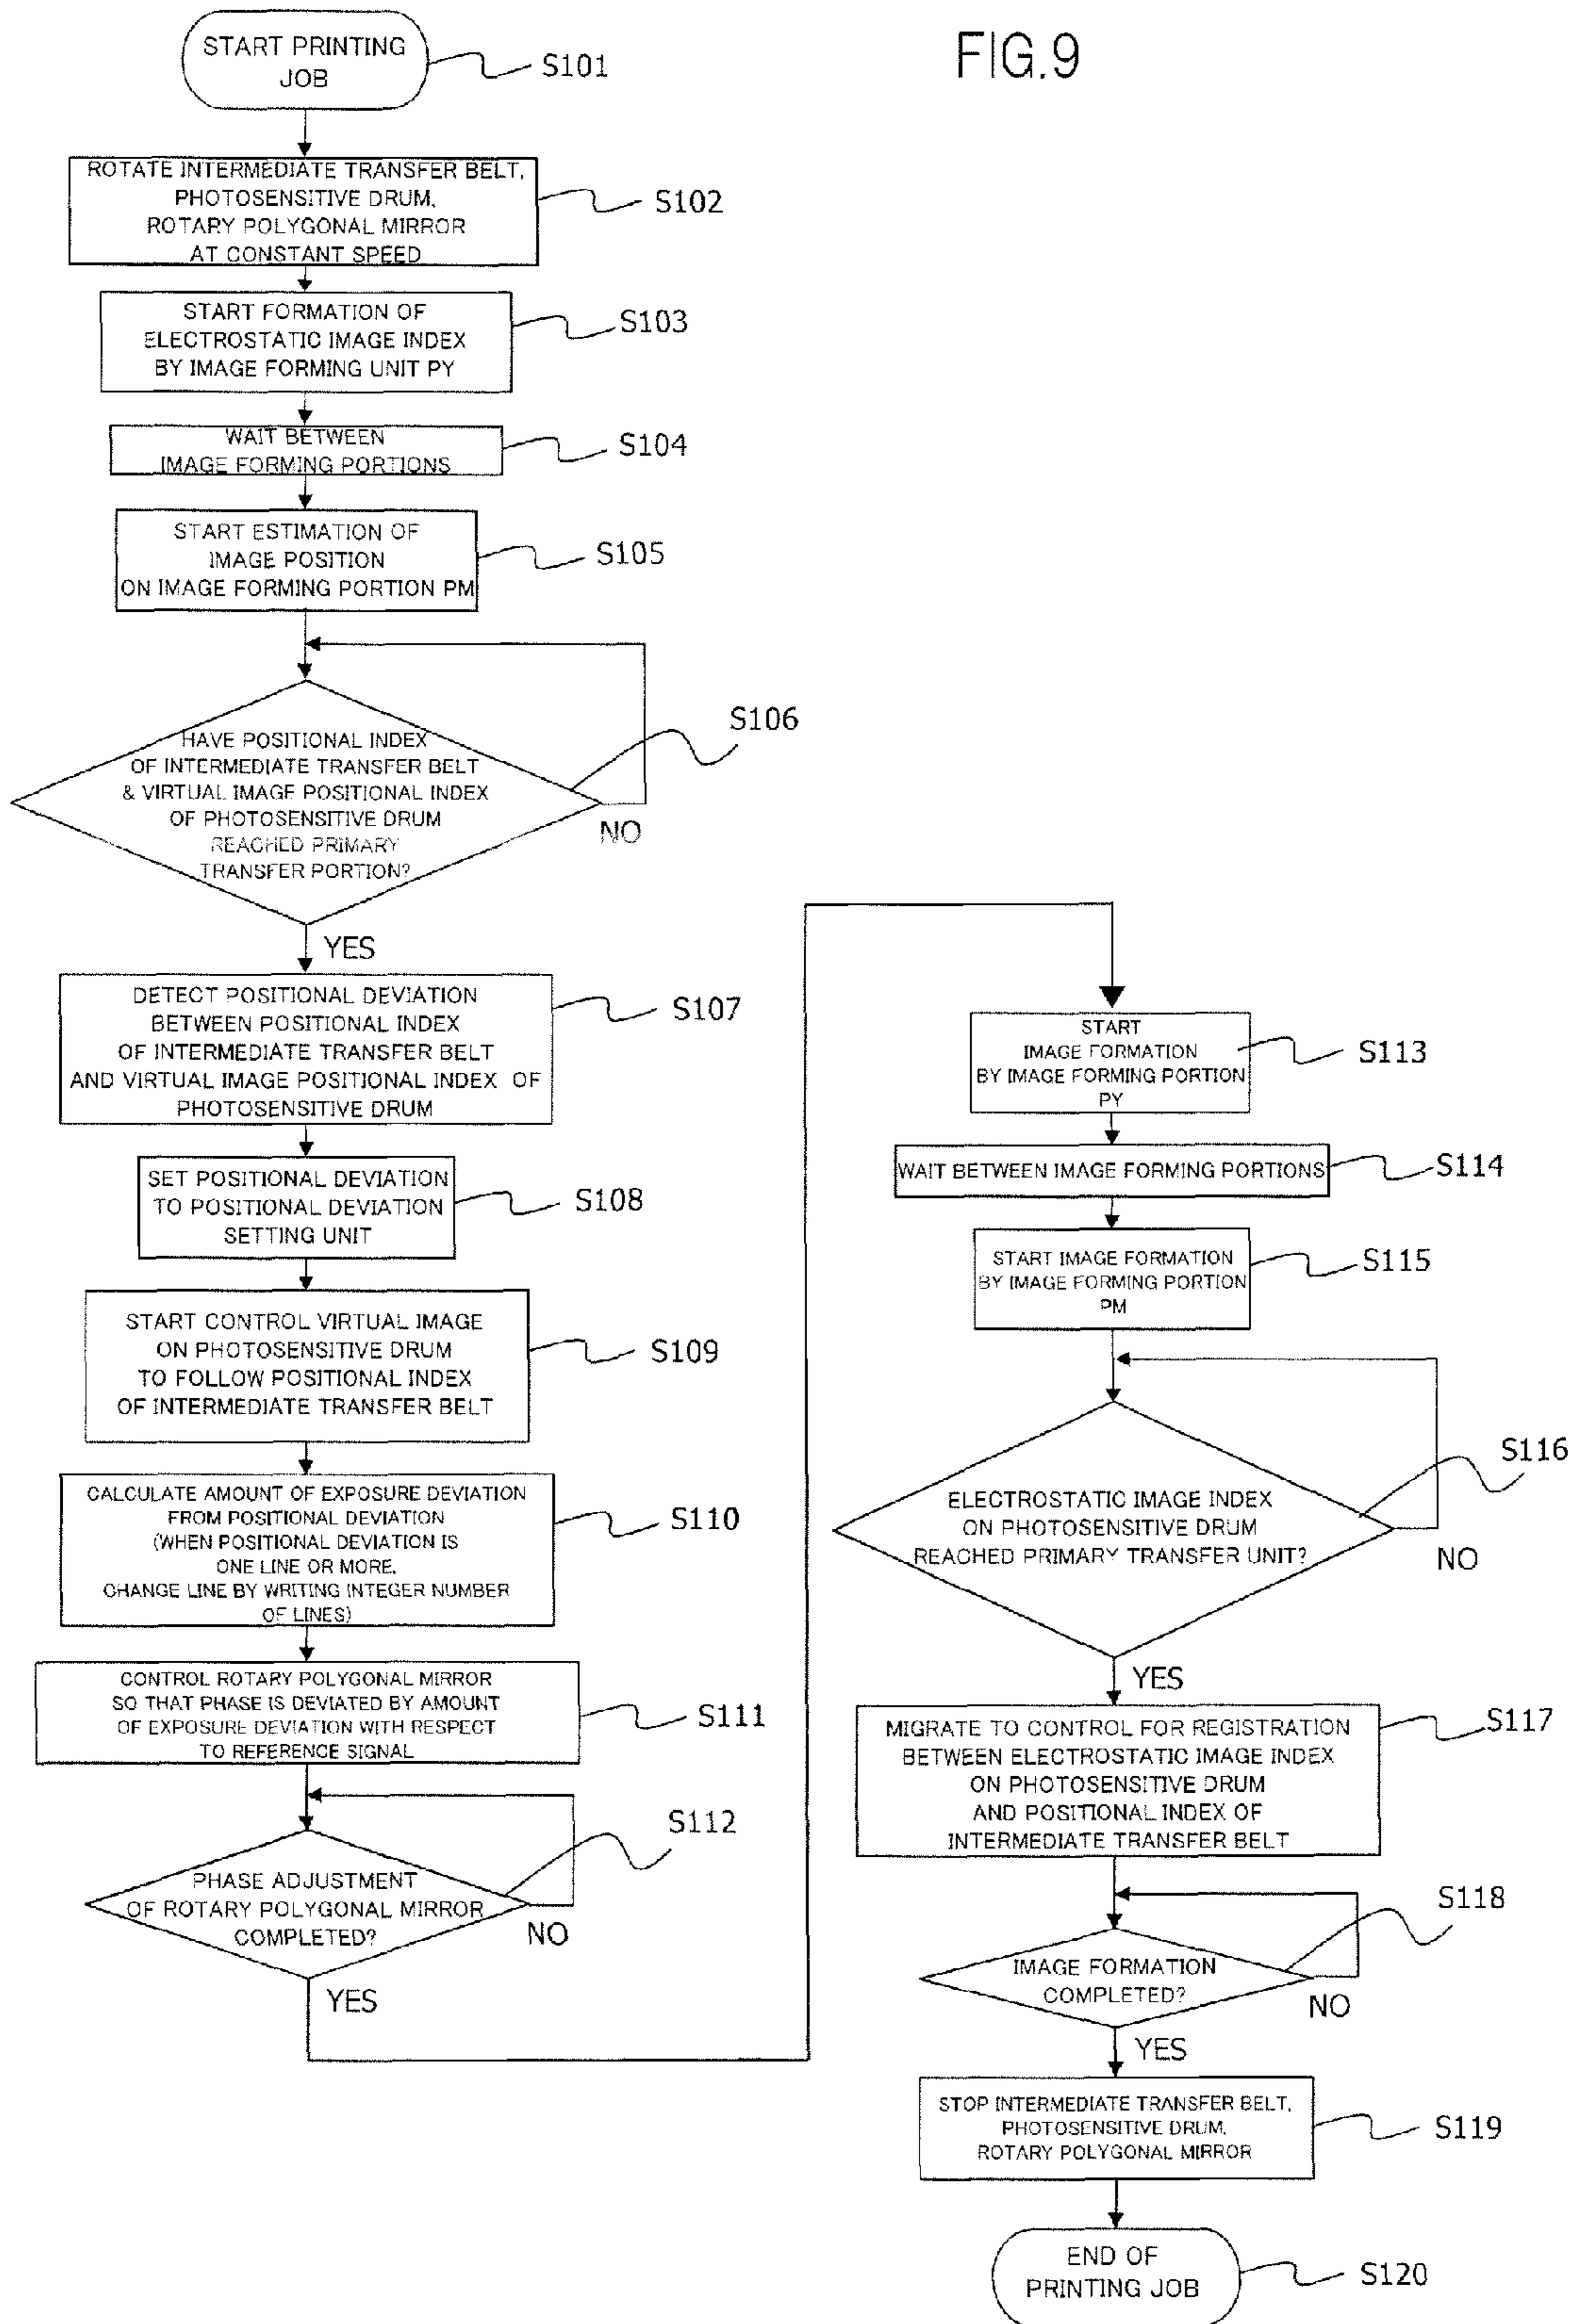 FIG.9
START PRINTING
JOB
S101
ROTATE INTERMEDIATE TRANSFER BELT,
PHOTOSENSITIVE DRUM,
ROTARY POLYGONAL MIRROR
AT CONSTANT SPEED
S102
START FORMATION OF
ELECTROSTATIC IMAGE INDEX
BY IMAGE FORMING UNIT PY
S103
WAIT BETWEEN
IMAGE FORMING PORTIONS
S104
START ESTIMATION OF
IMAGE POSITION
ON IMAGE FORMING PORTION PM
S105
HAVE POSITIONAL INDEX
OF INTERMEDIATE TRANSFER BELT
& VIRTUAL IMAGE POSITIONAL INDEX
OF PHOTOSENSITIVE DRUM
REACHED PRIMARY
TRANSFER PORTION?
S106
NO
YES
DETECT POSITIONAL DEVIATION
BETWEEN POSITIONAL INDEX
OF INTERMEDIATE TRANSFER BELT
AND VIRTUAL IMAGE POSITIONAL INDEX OF
PHOTOSENSITIVE DRUM
S107
SET POSITIONAL DEVIATION
TO POSITIONAL DEVIATION
SETTING UNIT
S108
START CONTROL VIRTUAL IMAGE
ON PHOTOSENSITIVE DRUM
TO FOLLOW POSITIONAL INDEX
OF INTERMEDIATE TRANSFER BELT
S109
CALCULATE AMOUNT OF EXPOSURE DEVIATION
FROM POSITIONAL DEVIATION
(WHEN POSITIONAL DEVIATION IS
ONE LINE OR MORE,
CHANGE LINE BY WRITING INTEGER NUMBER
OF LINES)
S110
CONTROL ROTARY POLYGONAL MIRROR
SO THAT PHASE IS DEVIATED BY AMOUNT
OF EXPOSURE DEVIATION WITH RESPECT
TO REFERENCE SIGNAL
S111
PHASE ADJUSTMENT
OF ROTARY POLYGONAL MIRROR
COMPLETED?
S112
NO
YES
START
IMAGE FORMATION
BY IMAGE FORMING PORTION
PY
S113
WAIT BETWEEN IMAGE FORMING PORTIONS
S114
START IMAGE FORMATION
BY IMAGE FORMING PORTION
PM
S115
ELECTROSTATIC IMAGE INDEX
ON PHOTOSENSITIVE DRUM
REACHED PRIMARY TRANSFER UNIT?
S116
NO
YES
MIGRATE TO CONTROL FOR REGISTRATION
BETWEEN ELECTROSTATIC IMAGE INDEX
ON PHOTOSENSITIVE DRUM
AND POSITIONAL INDEX OF
INTERMEDIATE TRANSFER BELT
S117
IMAGE FORMATION
COMPLETED?
S118
NO
YES
STOP INTERMEDIATE TRANSFER BELT,
PHOTOSENSITIVE DRUM,
ROTARY POLYGONAL MIRROR
S119
END OF
PRINTING JOB
S120